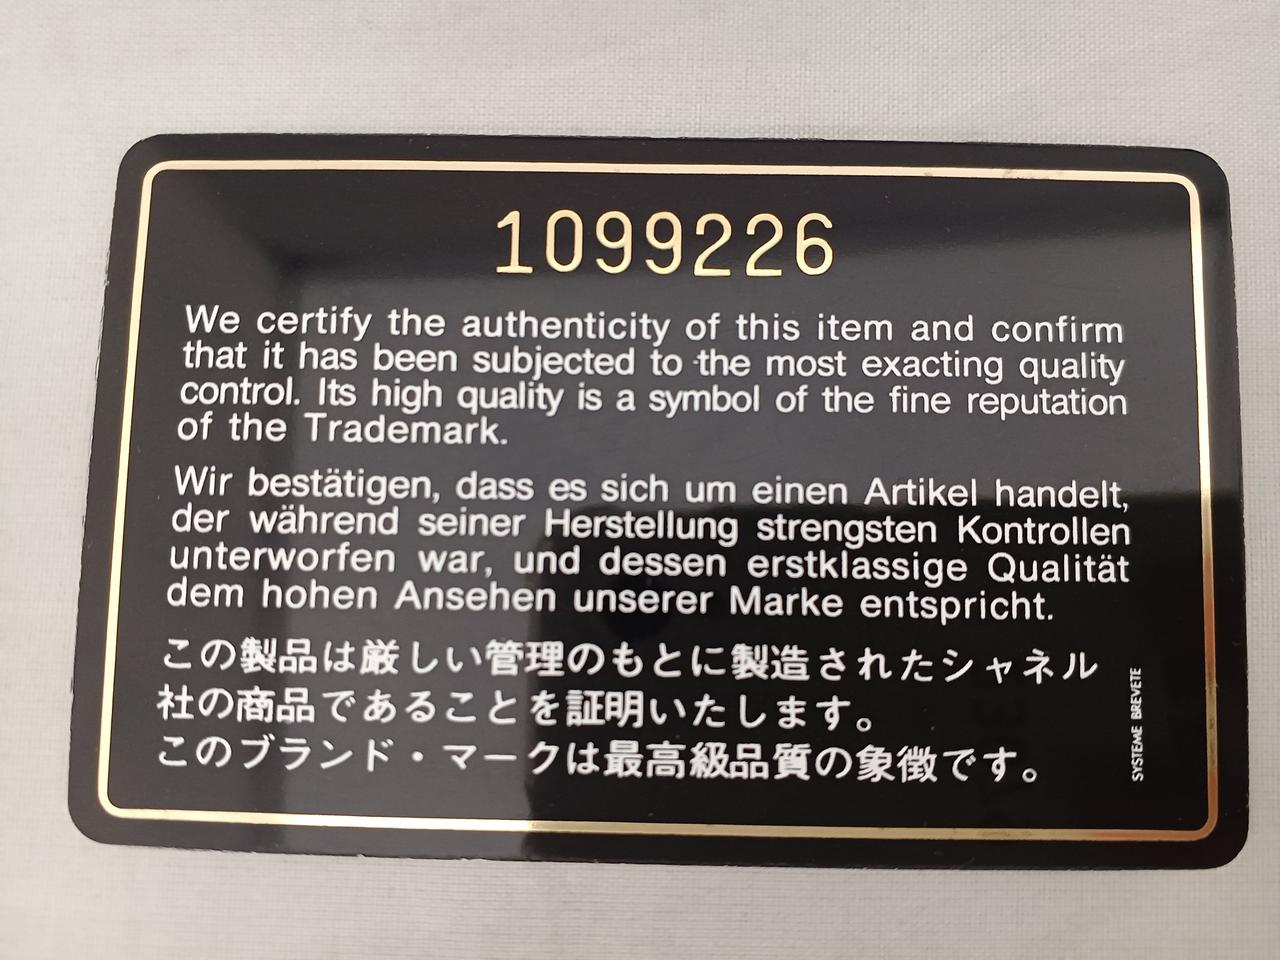 1099226
We certify the authenticity of this item and confirm
that it has been subjected to the most exacting quality
control. Its high quality is a symbol of the fine reputation
of the Trademark.
Wir bestätigen, dass es sich um einen Artikel handelt,
der während seiner Herstellung strengsten Kontrollen
unterworfen war, und dessen erstklassige Qualität
dem hohen Ansehen unserer Marke entspricht.
この製品は厳しい管理のもとに製造されたシャネル
社の商品であることを証明いたします。
このブランド・マークは最高級品質の象徴です。
SYSTEME BREVETE